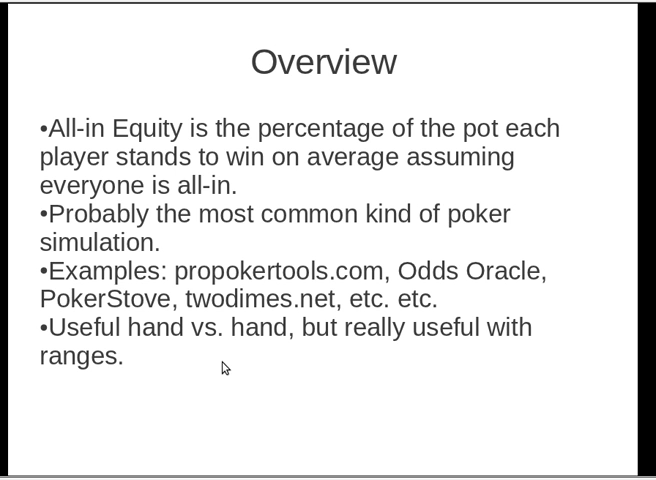 Overview
•All-in Equity is the percentage of the pot each
player stands to win on average assuming
everyone is all-in.
•Probably the most common kind of poker
simulation.
•Examples: propokertools.com, Odds Oracle,
PokerStove, twodimes.net, etc. etc.
•Useful hand vs. hand, but really useful with
ranges.